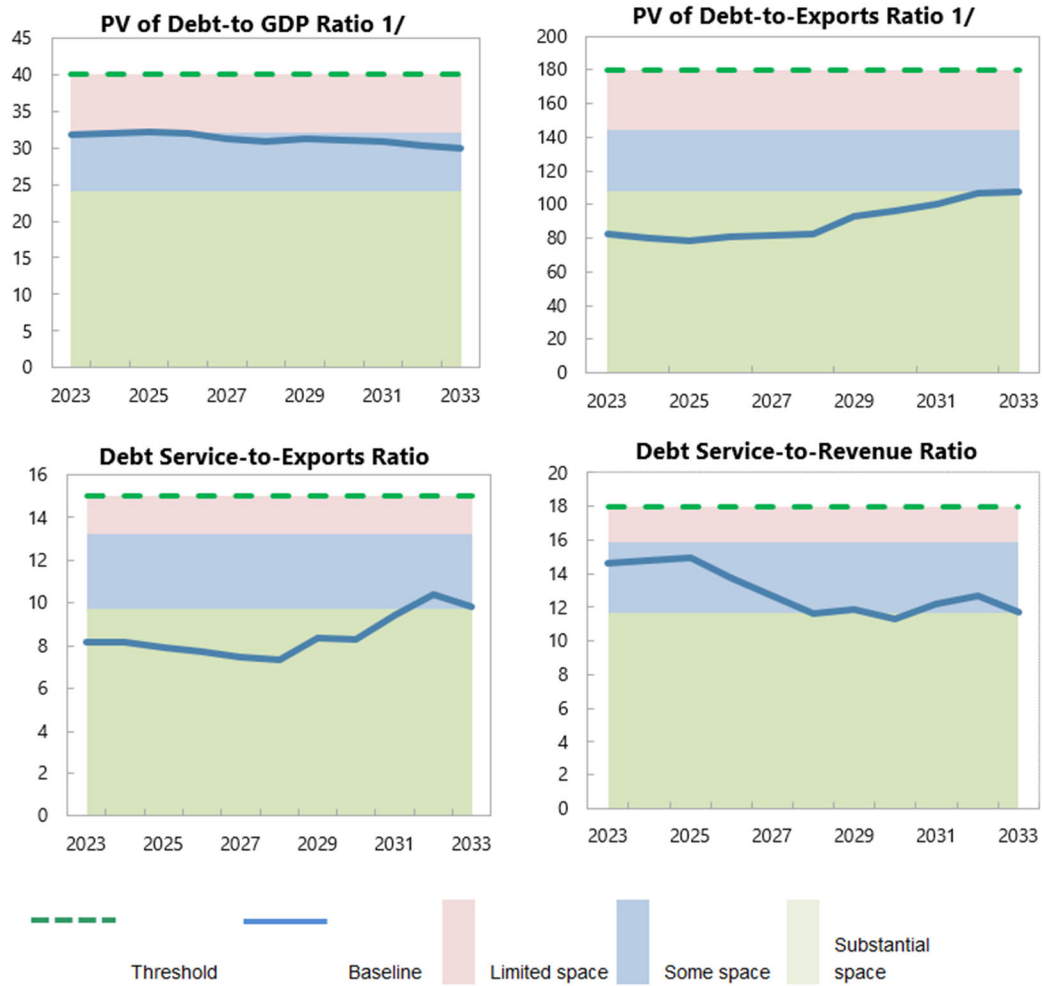 PV of Debt-to GDP Ratio 1/
45
40
35
30
25
20
15
10
5
0
2023 2025 2027 2029 2031 2033
PV of Debt-to-Exports Ratio 1/
200
180
160
140
120
100
80
60
40
20
0
2023 2025 2027 2029 2031 2033
Debt Service-to-Exports Ratio
16
14
12
10
8
6
4
2
0
2023 2025 2027 2029 2031 2033
Debt Service-to-Revenue Ratio
20
18
16
14
12
10
8
6
4
2
0
2023 2025 2027 2029 2031 2033
Threshold
Baseline
Limited space
Some space
Substantial
space